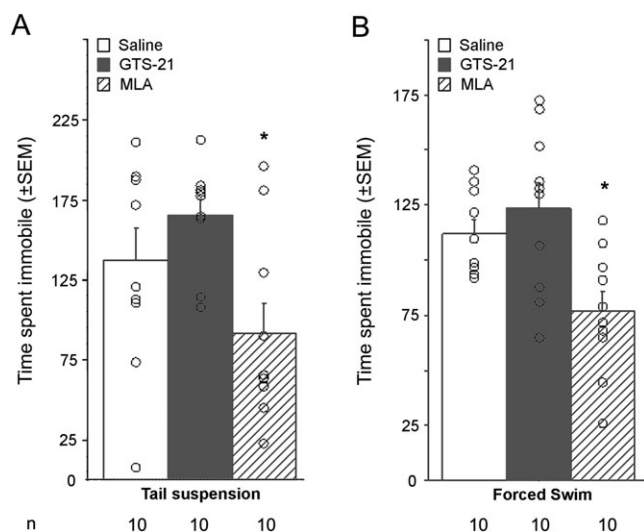 A
Saline
GTS-21
MLA
Time spent immobile (±SEM)
225
175
125
75
25
0
*
Tail suspension
n 10 10 10
B
Saline
GTS-21
MLA
Time spent immobile (±SEM)
175
125
75
25
0
*
Forced Swim
10 10 10